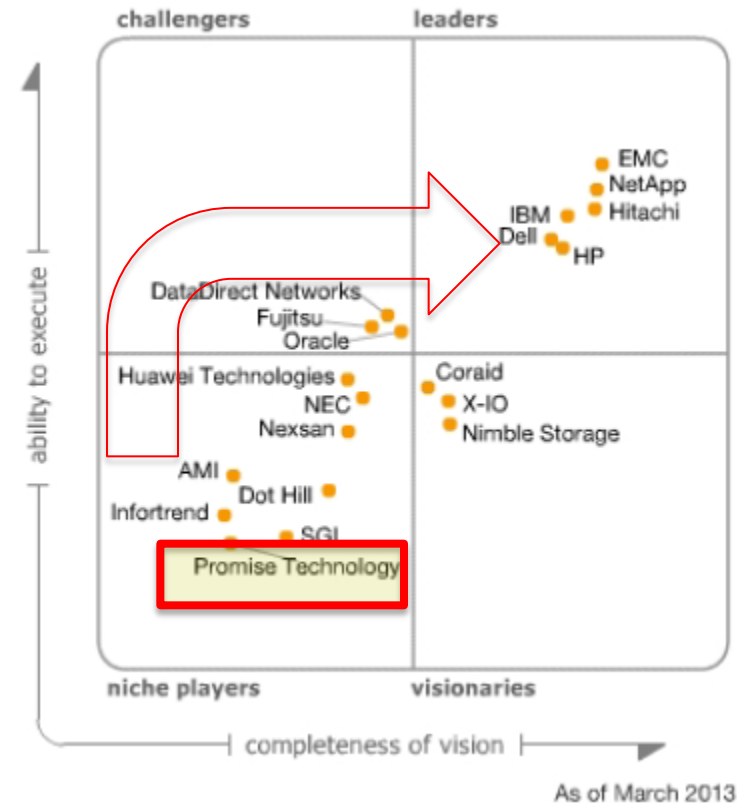 challengers
leaders
EMC
NetApp
IBM
Hitachi
Dell
HP
DataDirect Networks
Fujitsu
Oracle
ability to execute
Huawei Technologies
Coraid
NEC
X-IO
Nexsan
Nimble Storage
AMI
Dot Hill
Infortrend
SGI
Promise Technology
niche players
visionaries
completeness of vision
As of March 2013